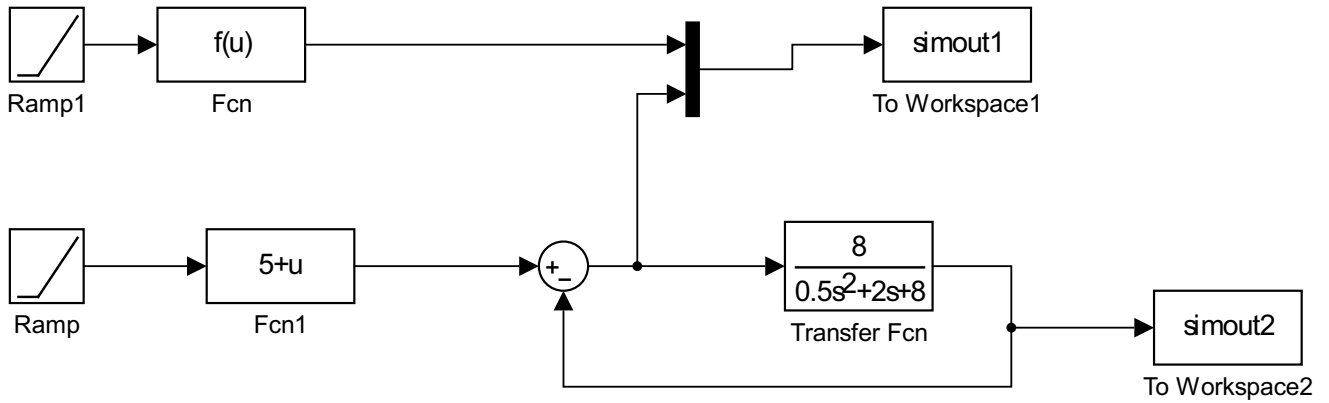 f(u)
simout1
Ramp1
Fcn
To Workspace1
+
–
5+u
8
0.5s²+2s+8
simout2
Ramp
Fcn1
Transfer Fcn
To Workspace2